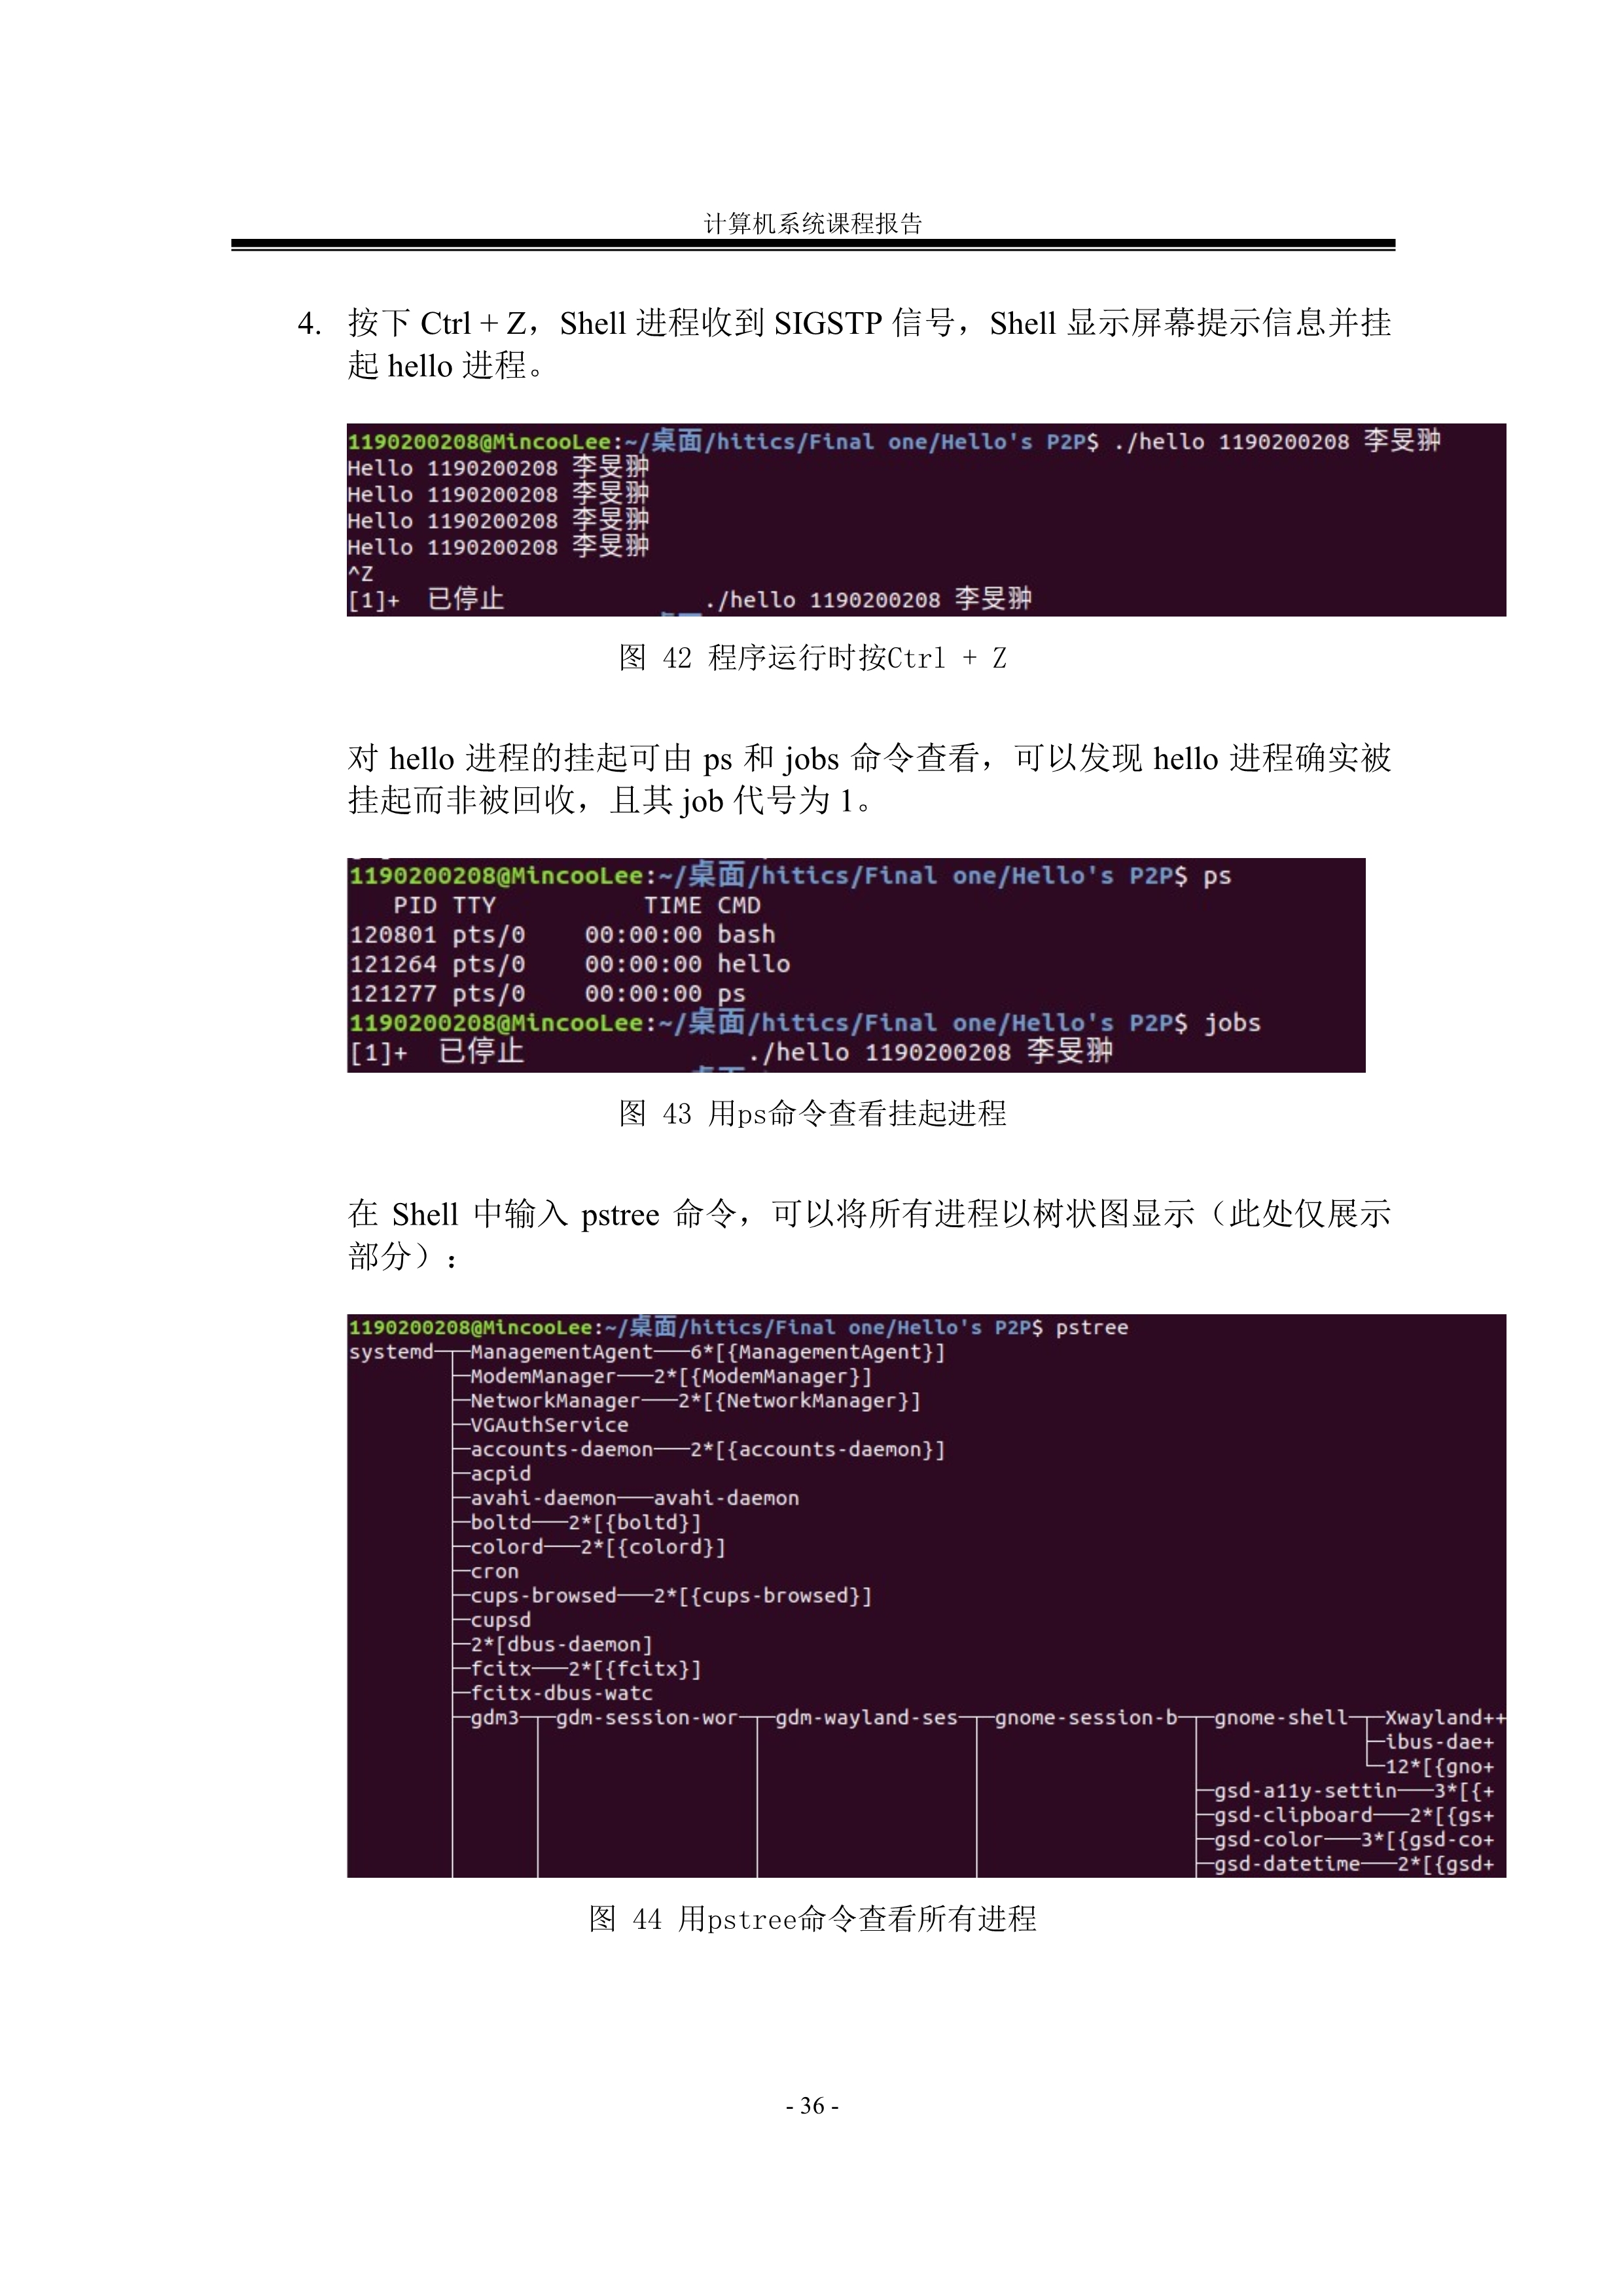 计算机系统课程报告
4. 按下 Ctrl + Z，Shell 进程收到 SIGSTP 信号，Shell 显示屏幕提示信息并挂
起 hello 进程。
1190200208@MincooLee:~/桌面/hitics/Final one/Hello's P2P$ ./hello 1190200208 李旻翀
Hello 1190200208 李旻翀
Hello 1190200208 李旻翀
Hello 1190200208 李旻翀
Hello 1190200208 李旻翀
^Z
[1]+  已停止               ./hello 1190200208 李旻翀
图 42 程序运行时按Ctrl + Z
对 hello 进程的挂起可由 ps 和 jobs 命令查看，可以发现 hello 进程确实被
挂起而非被回收，且其 job 代号为 1。
1190200208@MincooLee:~/桌面/hitics/Final one/Hello's P2P$ ps
   PID TTY          TIME CMD
120801 pts/0    00:00:00 bash
121264 pts/0    00:00:00 hello
121277 pts/0    00:00:00 ps
1190200208@MincooLee:~/桌面/hitics/Final one/Hello's P2P$ jobs
[1]+  已停止               ./hello 1190200208 李旻翀
图 43 用ps命令查看挂起进程
在 Shell 中输入 pstree 命令，可以将所有进程以树状图显示（此处仅展示
部分）：
1190200208@MincooLee:~/桌面/hitics/Final one/Hello's P2P$ pstree
systemd─┬─ManagementAgent───6*[{ManagementAgent}]
├─ModemManager───2*[{ModemManager}]
├─NetworkManager───2*[{NetworkManager}]
├─VGAuthService
├─accounts-daemon───2*[{accounts-daemon}]
├─acpid
├─avahi-daemon───avahi-daemon
├─boltd───2*[{boltd}]
├─colord───2*[{colord}]
├─cron
├─cups-browsed───2*[{cups-browsed}]
├─cupsd
├─2*[dbus-daemon]
├─fcitx───2*[{fcitx}]
├─fcitx-dbus-watc
├─gdm3─┬─gdm-session-wor─┬─gdm-wayland-ses─┬─gnome-session-b─┬─gnome-shell─┬─Xwayland++
├─ibus-dae+
└─12*[{gno+
├─gsd-a11y-settin───3*[{+
├─gsd-clipboard───2*[{gs+
├─gsd-color───3*[{gsd-co+
├─gsd-datetime───2*[{gsd+
图 44 用pstree命令查看所有进程
- 36 -